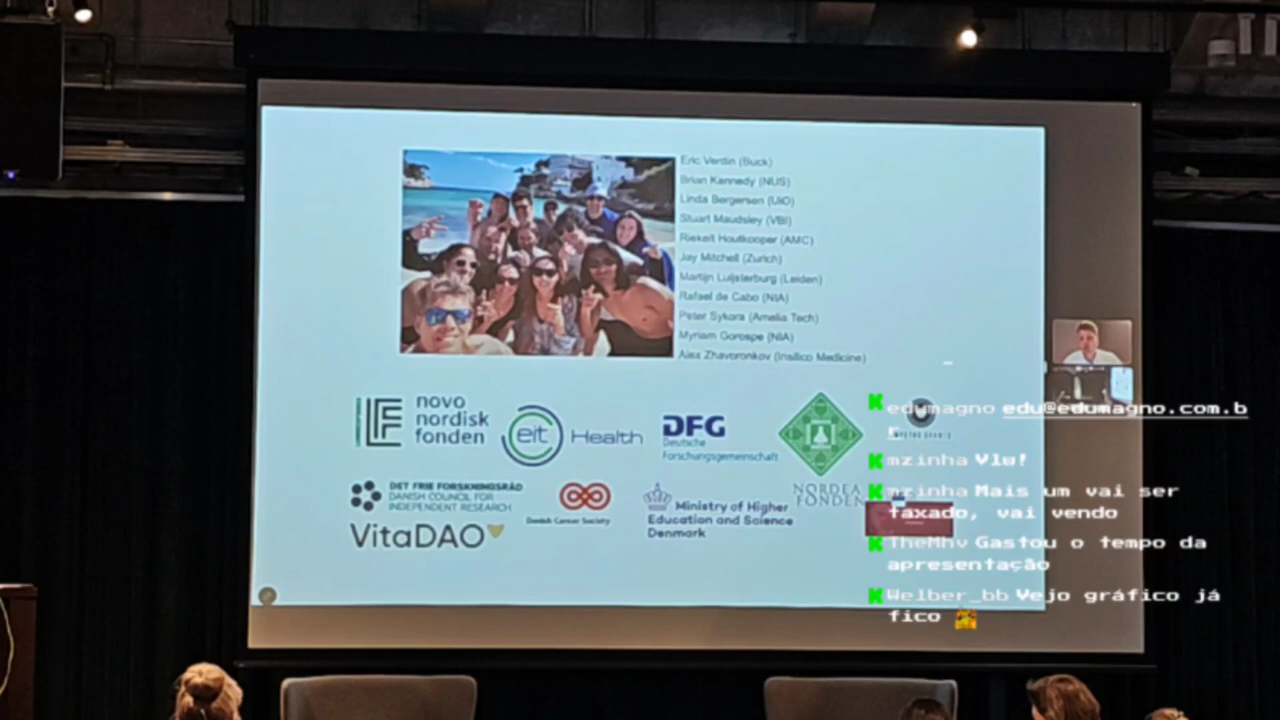 Eric Verdin (Buck)
Brian Kennedy (NUS)
Linda Bergersen (UIO)
Stuart Maudsley (VBI)
Riekelt Houtkooper (AMC)
Jay Mitchell (Zurich)
Martijn Luijsterburg (Leiden)
Rafael de Cabo (NIA)
Peter Sykora (Amelia Tech)
Myriam Gorospe (NIA)
Alex Zhavoronkov (Insilico Medicine)
novo
nordisk
fonden
eit Health
DFG
Deutsche
Forschungsgemeinschaft
NORDEA
FONDEN
DET FRIE FORSKNINGSRÅD
DANISH COUNCIL FOR
INDEPENDENT RESEARCH
Danish Cancer Society
Ministry of Higher
Education and Science
Denmark
VitaDAO
edumagno edu@edumagno.com.b
r
mzinha Vlw!
mzinha Mais um vai ser
taxado, vai vendo
TheMhv Gastou o tempo da
apresentação
Welber_bb Vejo gráfico já
fico